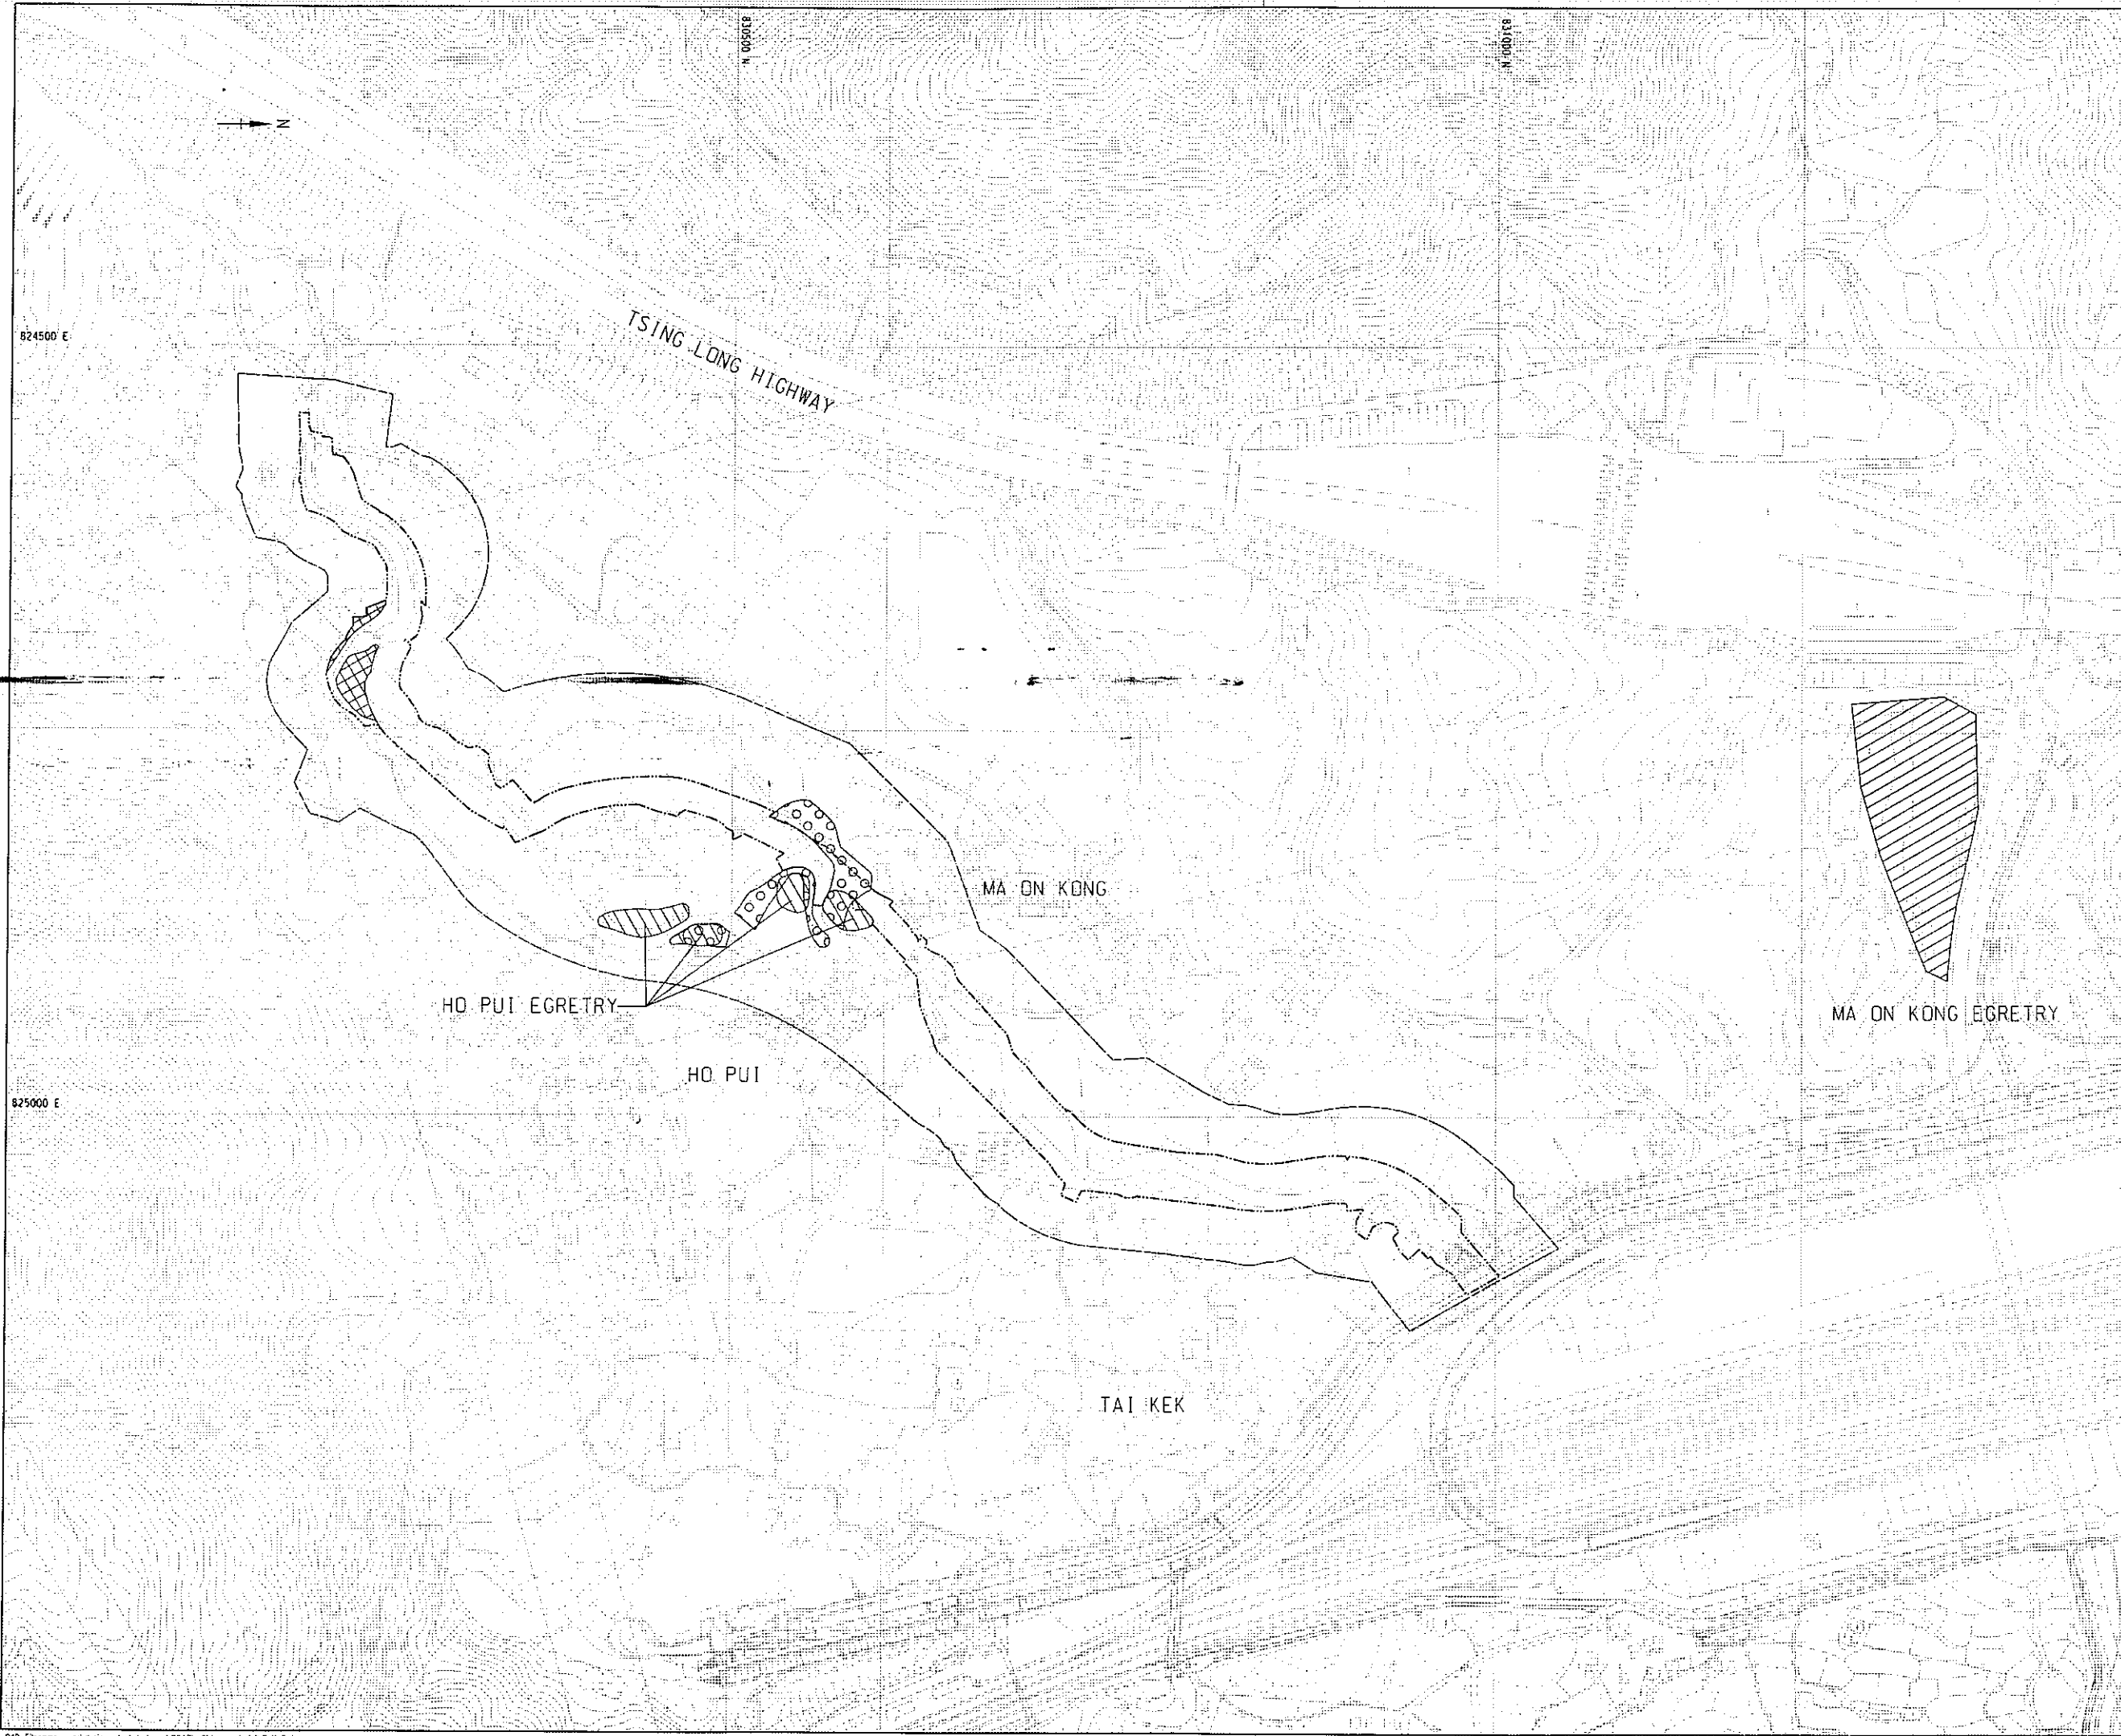 830500 N
831000 N
N
824500 E
TSING LONG HIGHWAY
MA ON KONG
HO PUI EGRETRY
MA ON KONG EGRETRY
HO PUI
825000 E
TAI KEK